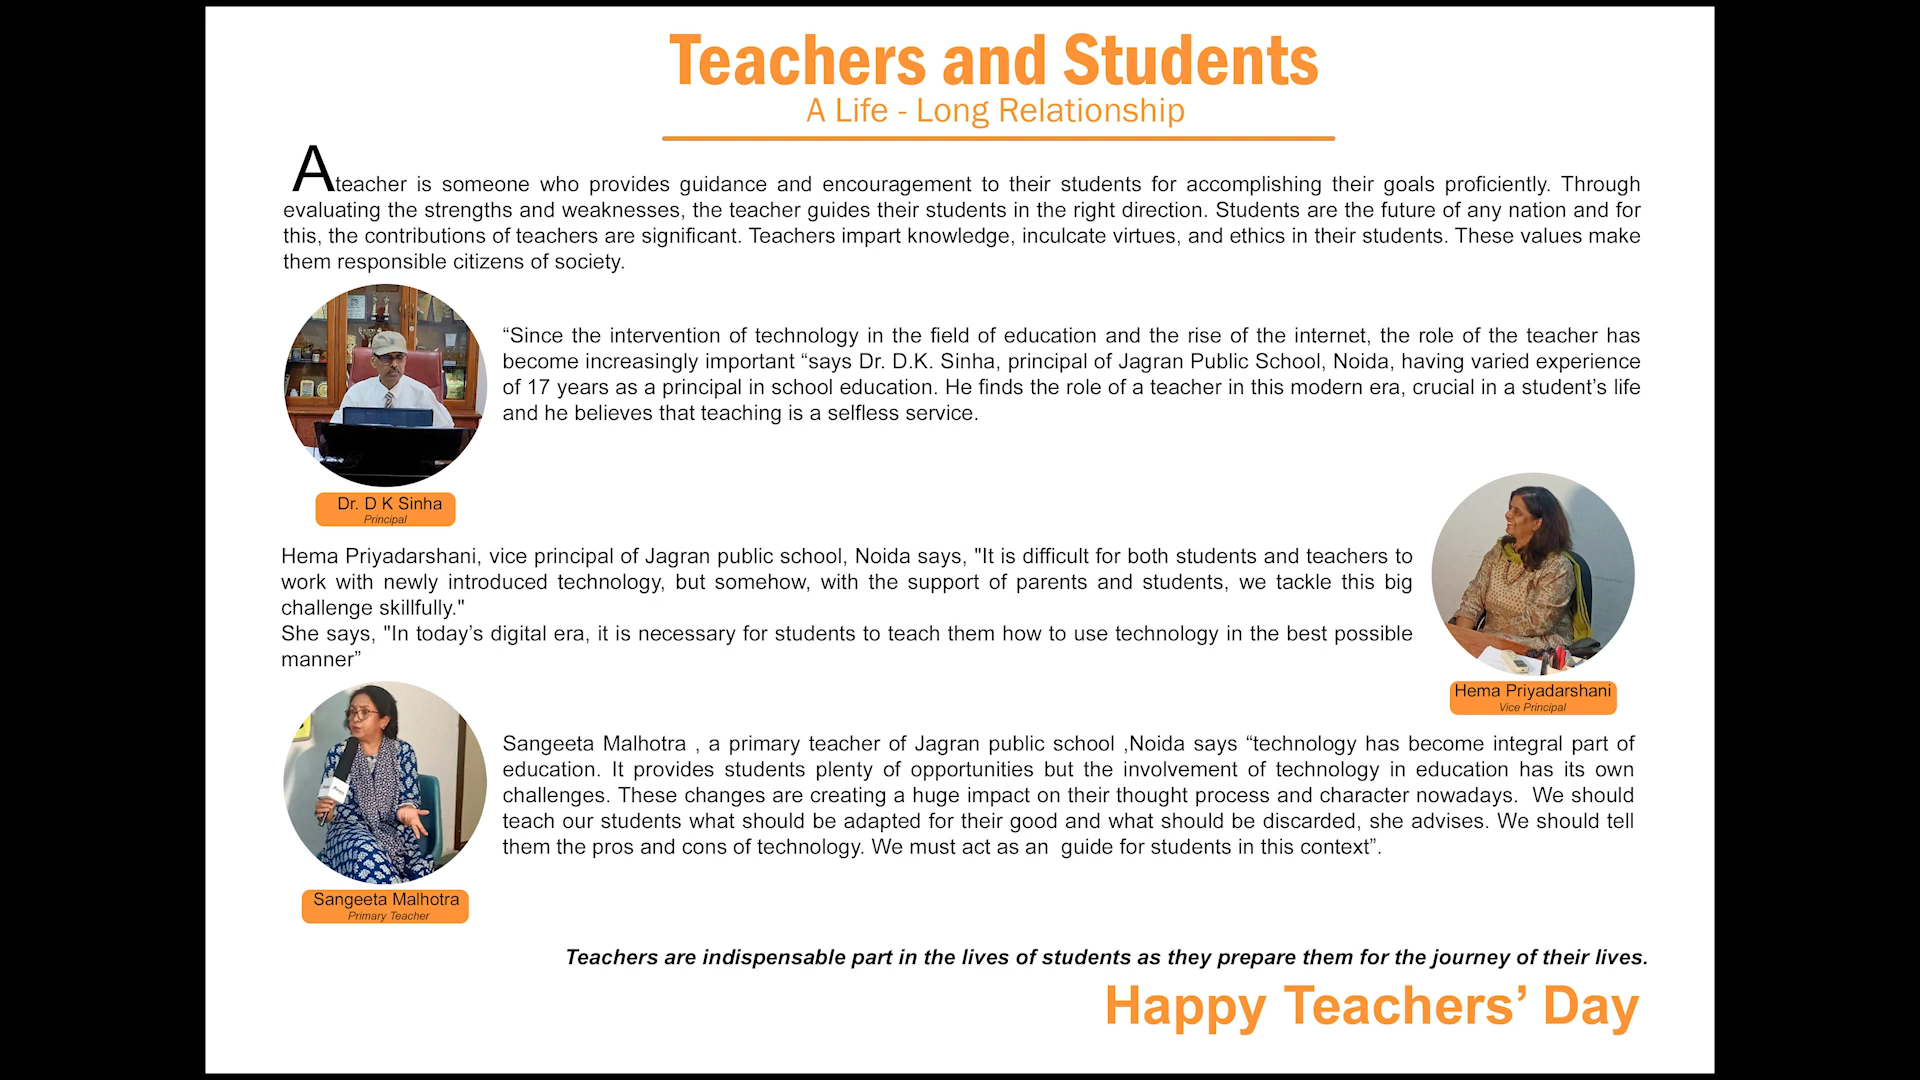 Teachers and Students
A Life - Long Relationship
A teacher is someone who provides guidance and encouragement to their students for accomplishing their goals proficiently. Through
evaluating the strengths and weaknesses, the teacher guides their students in the right direction. Students are the future of any nation and for
this, the contributions of teachers are significant. Teachers impart knowledge, inculcate virtues, and ethics in their students. These values make
them responsible citizens of society.
“Since the intervention of technology in the field of education and the rise of the internet, the role of the teacher has
become increasingly important “says Dr. D.K. Sinha, principal of Jagran Public School, Noida, having varied experience
of 17 years as a principal in school education. He finds the role of a teacher in this modern era, crucial in a student’s life
and he believes that teaching is a selfless service.
Dr. D K Sinha
Principal
Hema Priyadarshani, vice principal of Jagran public school, Noida says, "It is difficult for both students and teachers to
work with newly introduced technology, but somehow, with the support of parents and students, we tackle this big
challenge skillfully."
She says, "In today’s digital era, it is necessary for students to teach them how to use technology in the best possible
manner”
Hema Priyadarshani
Vice Principal
Sangeeta Malhotra , a primary teacher of Jagran public school ,Noida says “technology has become integral part of
education. It provides students plenty of opportunities but the involvement of technology in education has its own
challenges. These changes are creating a huge impact on their thought process and character nowadays.  We should
teach our students what should be adapted for their good and what should be discarded, she advises. We should tell
them the pros and cons of technology. We must act as an  guide for students in this context”.
Sangeeta Malhotra
Primary Teacher
Teachers are indispensable part in the lives of students as they prepare them for the journey of their lives.
Happy Teachers’ Day